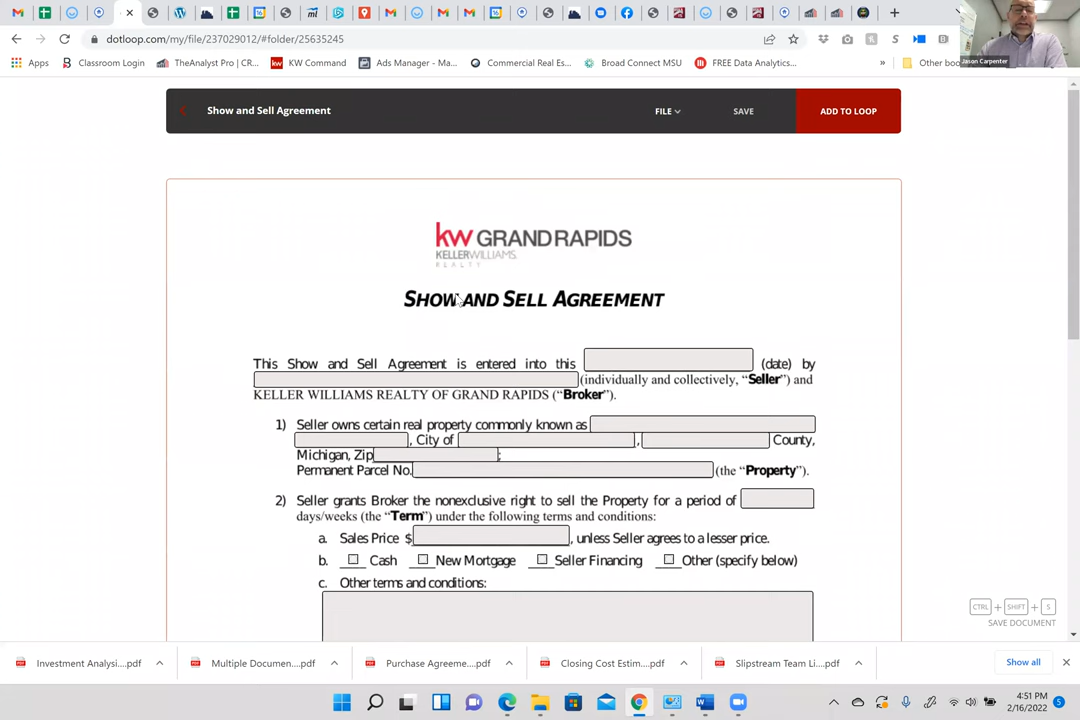 dotloop.com/my/file/237029012/#folder/25635245
Apps
Classroom Login
TheAnalyst Pro | CR...
KW Command
Ads Manager - Ma...
Commercial Real Es...
Broad Connect MSU
FREE Data Analytics...
»
Other boo
Jason Carpenter
Show and Sell Agreement
FILE
SAVE
ADD TO LOOP
kw GRAND RAPIDS
KELLERWILLIAMS.
REALTY
SHOW AND SELL AGREEMENT
This Show and Sell Agreement is entered into this (date) by
(individually and collectively, “Seller”) and
KELLER WILLIAMS REALTY OF GRAND RAPIDS (“Broker”).
1) Seller owns certain real property commonly known as
, City of , County,
Michigan, Zip ;
Permanent Parcel No. (the “Property”).
2) Seller grants Broker the nonexclusive right to sell the Property for a period of
days/weeks (the “Term”) under the following terms and conditions:
a. Sales Price $ , unless Seller agrees to a lesser price.
b. Cash New Mortgage Seller Financing Other (specify below)
c. Other terms and conditions:
CTRL + SHIFT + S
SAVE DOCUMENT
Investment Analysi....pdf
Multiple Documen....pdf
Purchase Agreeme....pdf
Closing Cost Estim....pdf
Slipstream Team Li....pdf
Show all
4:51 PM
2/16/2022